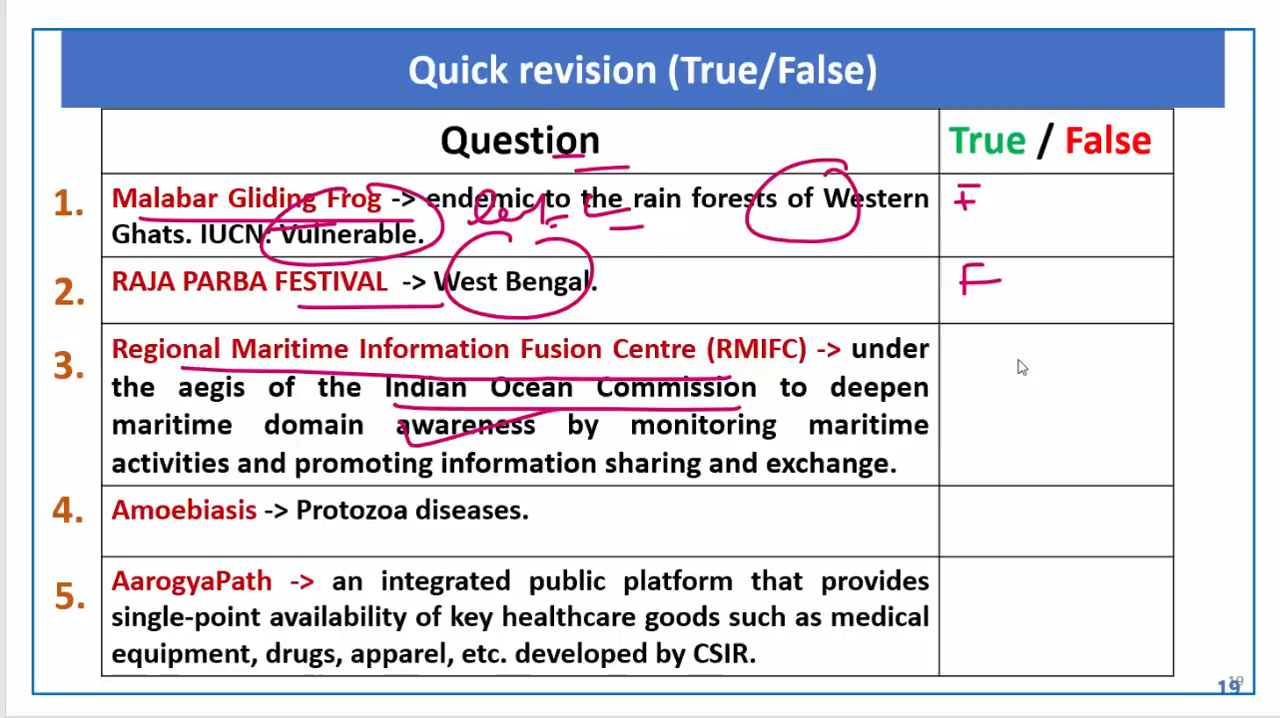 Quick revision (True/False)
Question
True / False
1.
Malabar Gliding Frog -> endemic to the rain forests of Western
Ghats. IUCN: Vulnerable.
F
2.
RAJA PARBA FESTIVAL -> West Bengal.
F
3.
Regional Maritime Information Fusion Centre (RMIFC) -> under
the aegis of the Indian Ocean Commission to deepen
maritime domain awareness by monitoring maritime
activities and promoting information sharing and exchange.
4.
Amoebiasis -> Protozoa diseases.
5.
AarogyaPath -> an integrated public platform that provides
single-point availability of key healthcare goods such as medical
equipment, drugs, apparel, etc. developed by CSIR.
19
19